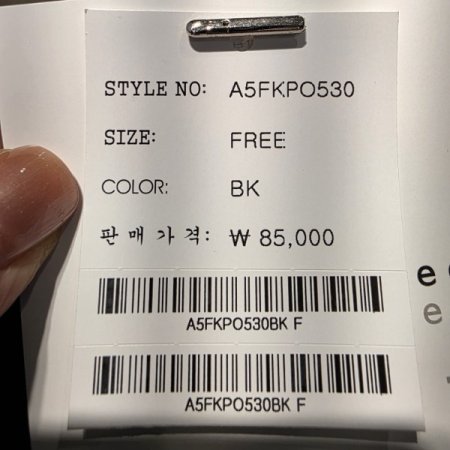 STYLE NO: A5FKPO530
SIZE: FREE
COLOR: BK
판매가격: ₩ 85,000
A5FKPO530BK F
A5FKPO530BK F